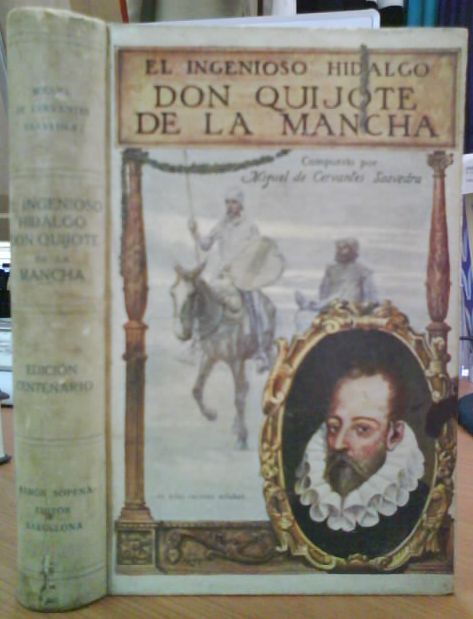 MIGUEL
DE CERVANTES
SAAVEDRA
EL INGENIOSO
HIDALGO
DON QUIJOTE
DE LA
MANCHA
EDICIÓN
CENTENARIO
RAMÓN SOPENA
EDITOR
BARCELONA
EL INGENIOSO HIDALGO
DON QUIJOTE
DE LA MANCHA
Compuesto por
Miguel de Cervantes Saavedra